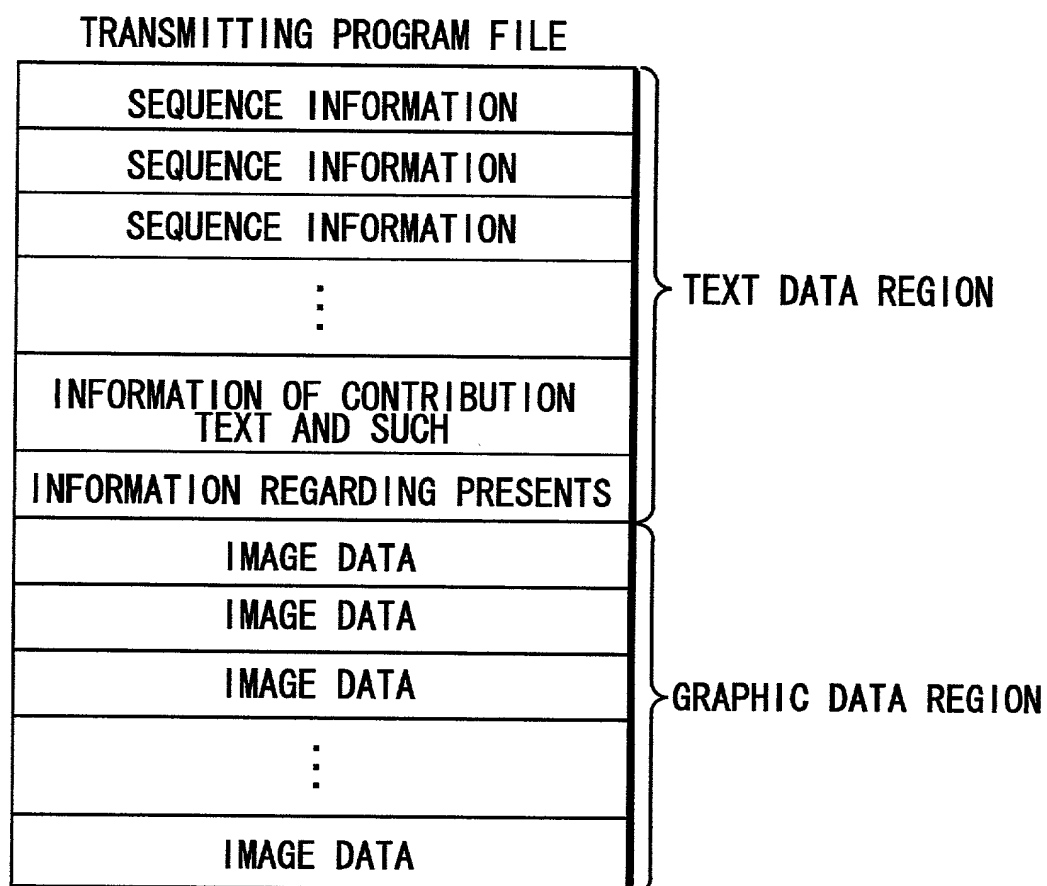 TRANSMITTING PROGRAM FILE
SEQUENCE INFORMATION
SEQUENCE INFORMATION
SEQUENCE INFORMATION
TEXT DATA REGION
INFORMATION OF CONTRIBUTION
TEXT AND SUCH
INFORMATION REGARDING PRESENTS
IMAGE DATA
IMAGE DATA
IMAGE DATA
GRAPHIC DATA REGION
IMAGE DATA